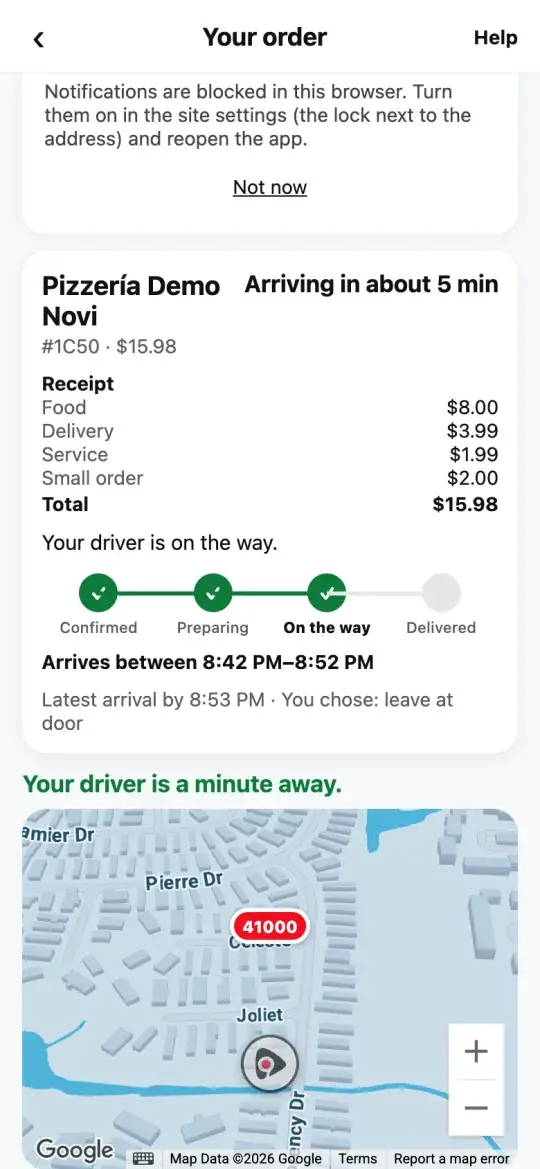 Your order
Help
Notifications are blocked in this browser. Turn
them on in the site settings (the lock next to the
address) and reopen the app.
Not now
Pizzería Demo
Novi
Arriving in about 5 min
#1C50 · $15.98
Receipt
Food $8.00
Delivery $3.99
Service $1.99
Small order $2.00
Total $15.98
Your driver is on the way.
Confirmed
Preparing
On the way
Delivered
Arrives between 8:42 PM–8:52 PM
Latest arrival by 8:53 PM · You chose: leave at
door
Your driver is a minute away.
amier Dr
Pierre Dr
41000
Joliet
ency Dr
Google
Map Data ©2026 Google
Terms
Report a map error